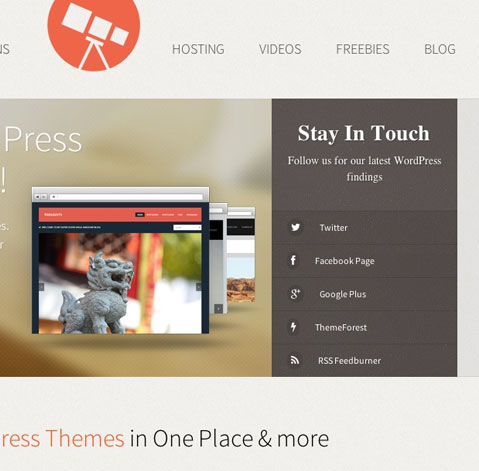 NS HOSTING VIDEOS FREEBIES BLOG
Press
!
es.
r
Stay In Touch
Follow us for our latest WordPress
findings
Twitter
Facebook Page
Google Plus
ThemeForest
RSS Feedburner
ress Themes in One Place & more